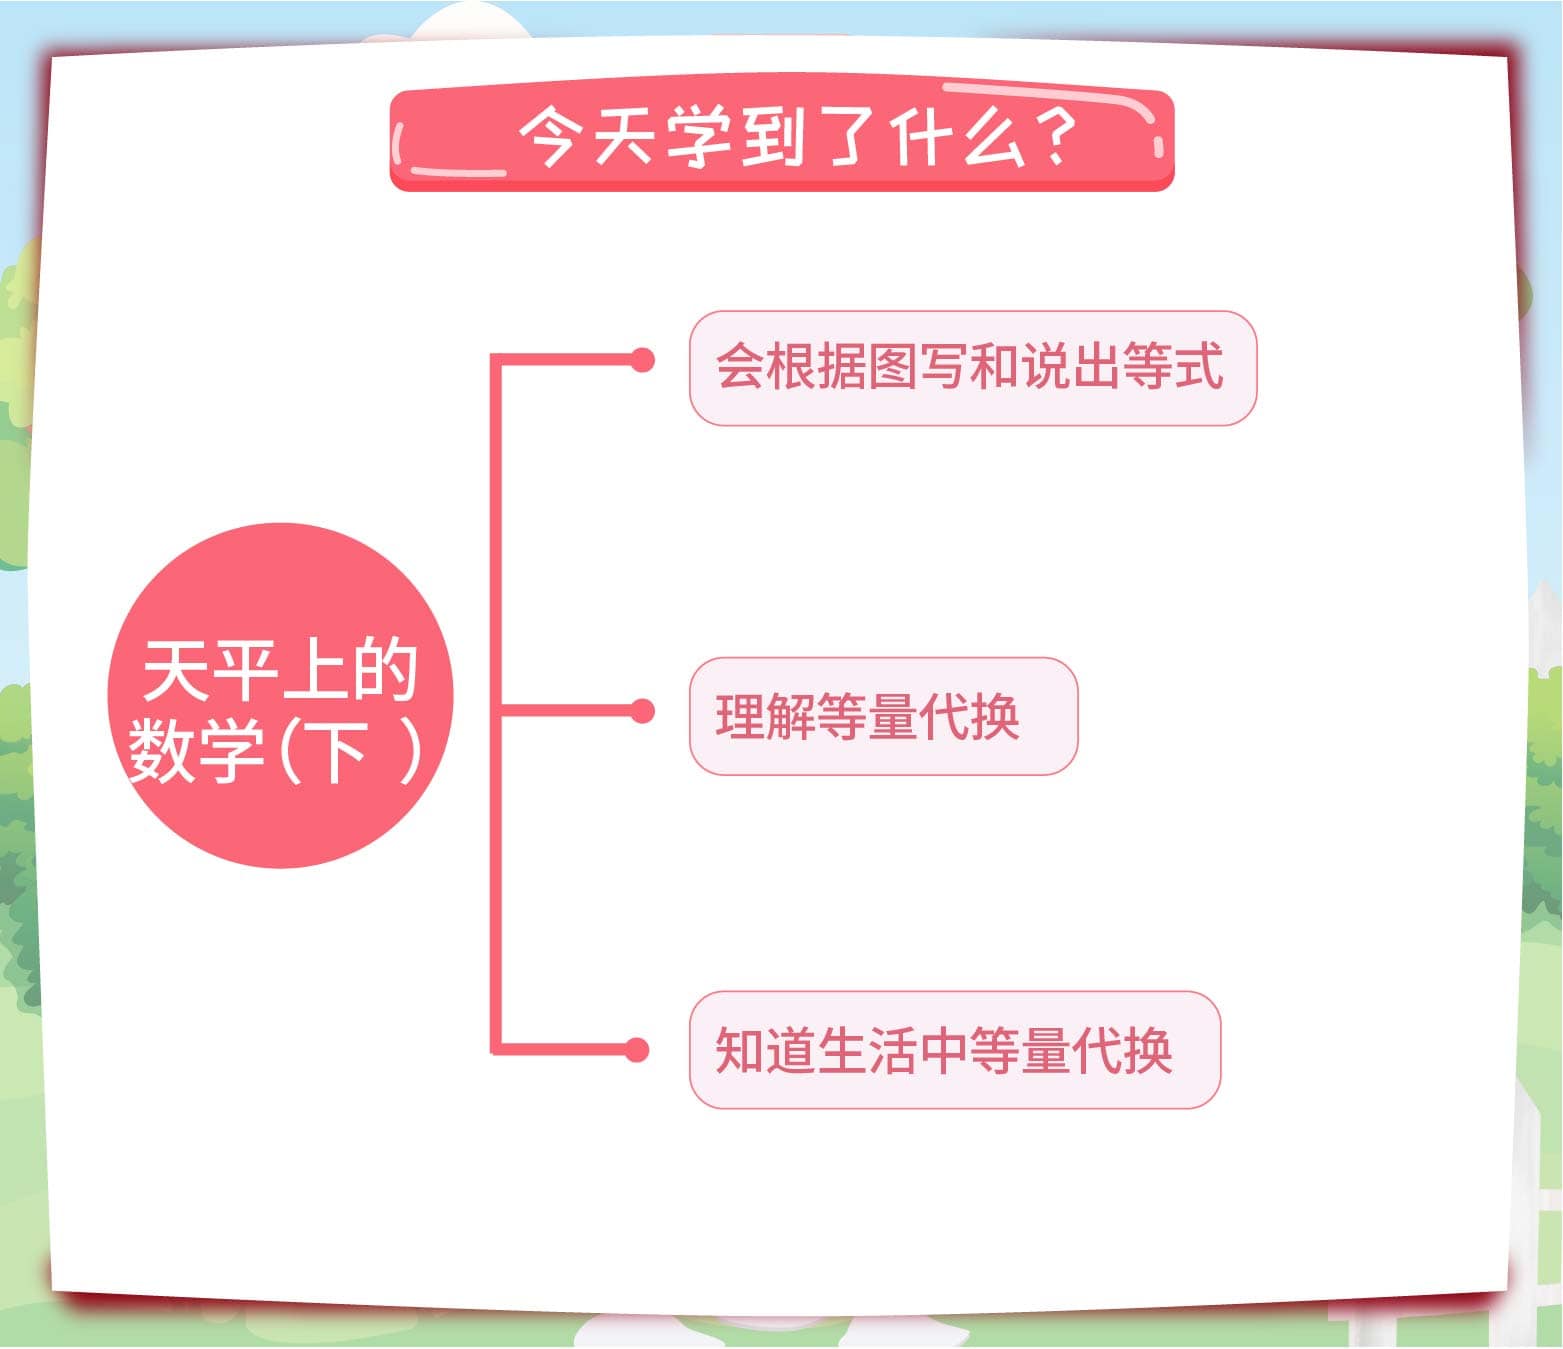 今天学到了什么？
会根据图写和说出等式
天平上的
数学（下 ）
理解等量代换
知道生活中等量代换